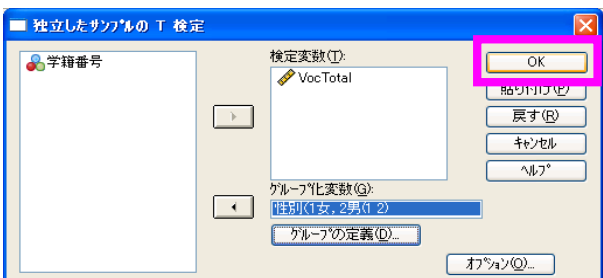 独立したサンプルの T 検定
学籍番号
検定変数(T):
VocTotal
OK
貼り付け(P)
戻す(R)
キャンセル
ヘルプ
グループ化変数(G):
性別(1女，2男(1 2)
グループの定義(D)...
オプション(O)...